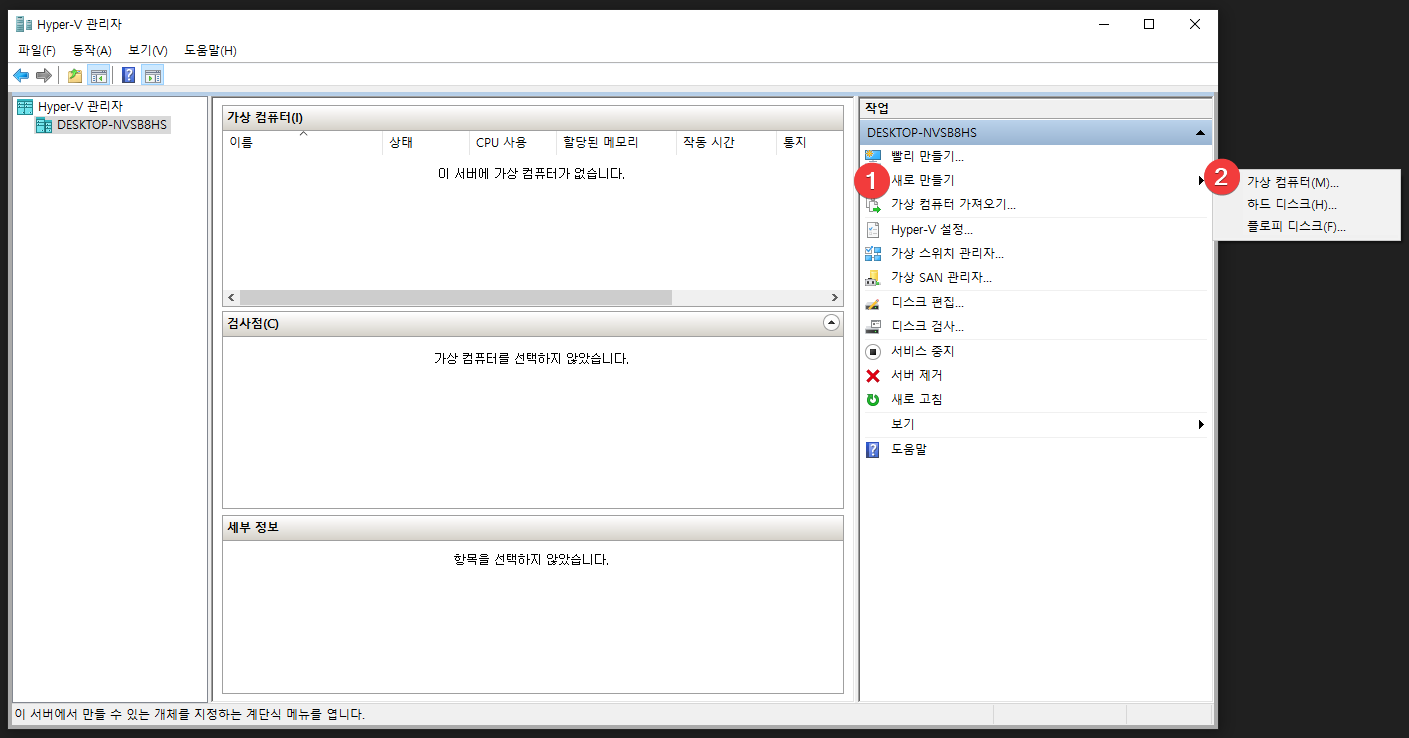 Hyper-V 관리자
파일(F) 동작(A) 보기(V) 도움말(H)
Hyper-V 관리자
DESKTOP-NVSB8HS
가상 컴퓨터(I)
이름 상태 CPU 사용 할당된 메모리 작동 시간 통지
이 서버에 가상 컴퓨터가 없습니다.
검사점(C)
가상 컴퓨터를 선택하지 않았습니다.
세부 정보
항목을 선택하지 않았습니다.
작업
DESKTOP-NVSB8HS
빨리 만들기...
1 새로 만들기
가상 컴퓨터 가져오기...
Hyper-V 설정...
가상 스위치 관리자...
가상 SAN 관리자...
디스크 편집...
디스크 검사...
서비스 중지
서버 제거
새로 고침
보기
도움말
2 가상 컴퓨터(M)...
하드 디스크(H)...
플로피 디스크(F)...
이 서버에서 만들 수 있는 개체를 지정하는 계단식 메뉴를 엽니다.